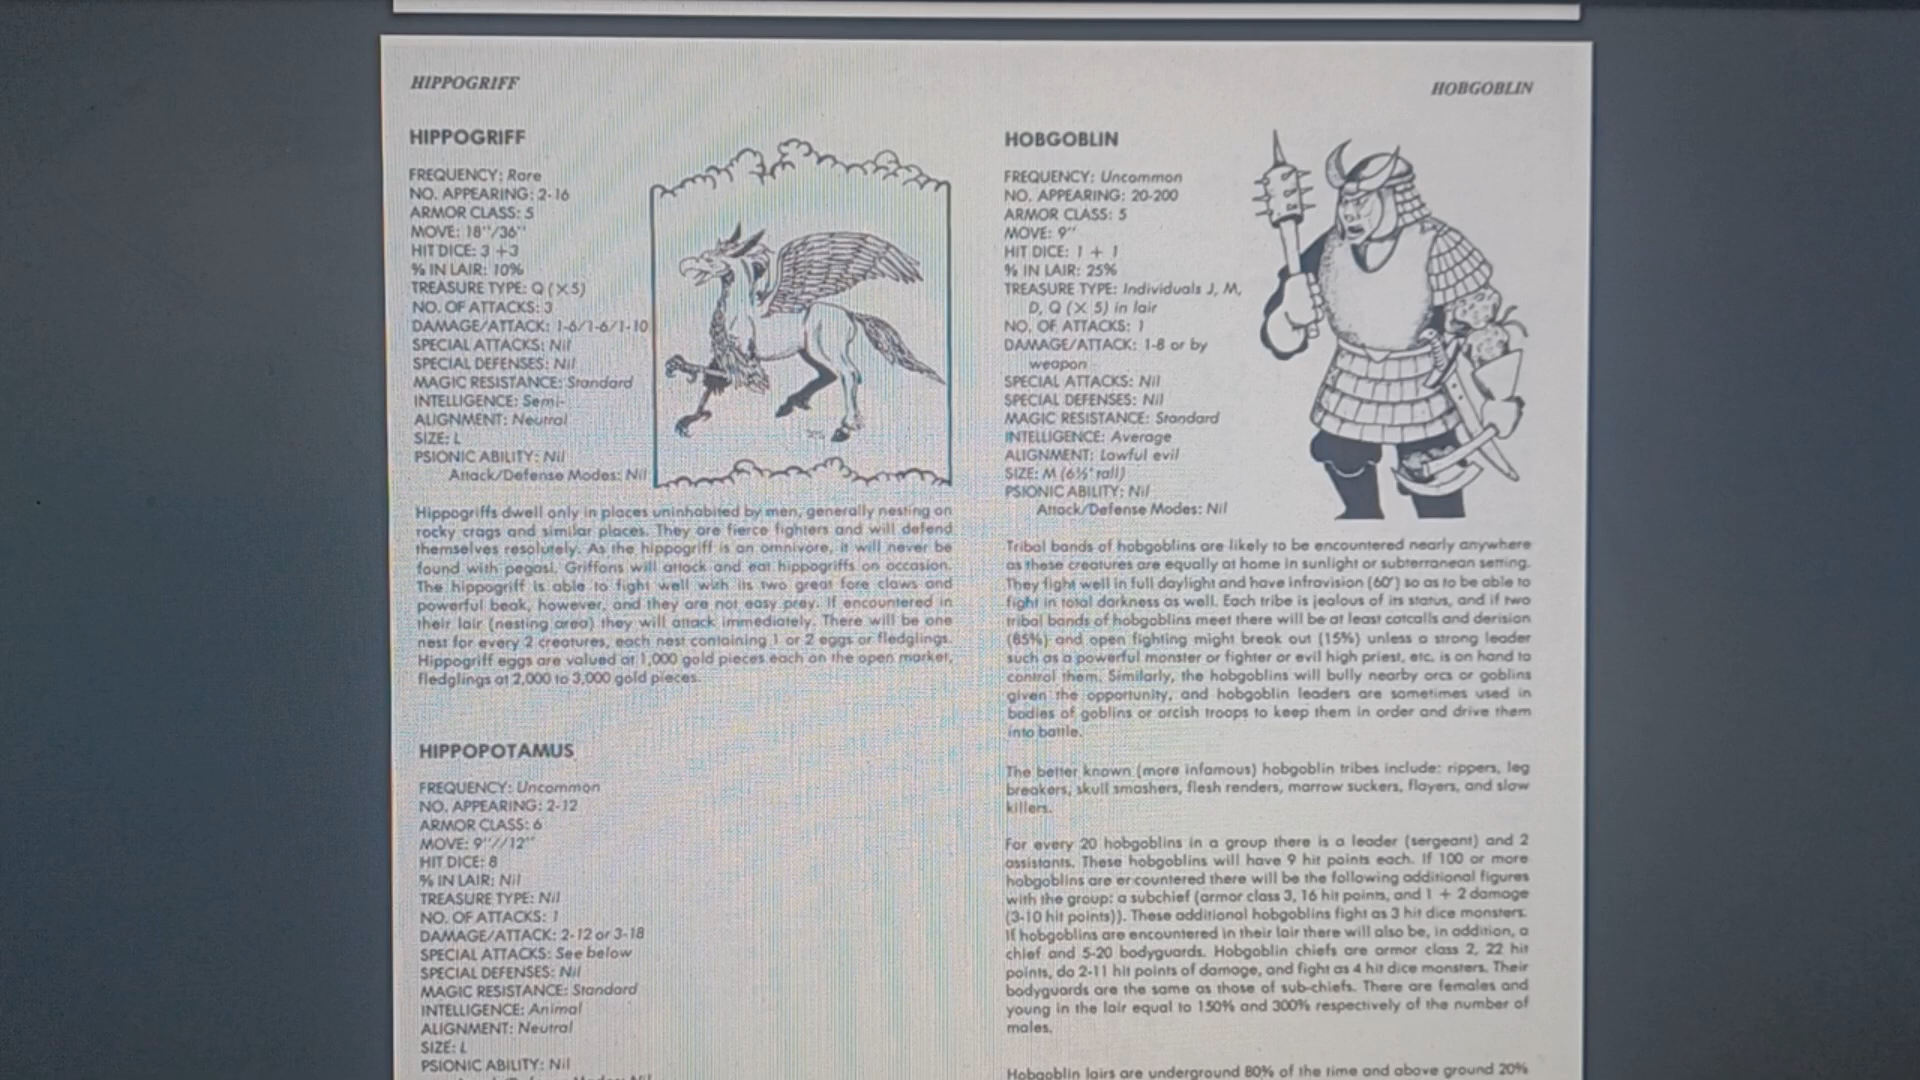 HIPPOGRIFF
HOBGOBLIN
HIPPOGRIFF
FREQUENCY: Rare
NO. APPEARING: 2-16
ARMOR CLASS: 5
MOVE: 18"/36"
HIT DICE: 3 +3
% IN LAIR: 10%
TREASURE TYPE: Q (X5)
NO. OF ATTACKS: 3
DAMAGE/ATTACK: 1-6/1-6/1-10
SPECIAL ATTACKS: Nil
SPECIAL DEFENSES: Nil
MAGIC RESISTANCE: Standard
INTELLIGENCE: Semi-
ALIGNMENT: Neutral
SIZE: L
PSIONIC ABILITY: Nil
Attack/Defense Modes: Nil
Hippogriffs dwell only in places uninhabited by men, generally nesting on
rocky crags and similar places. They are fierce fighters and will defend
themselves resolutely. As the hippogriff is an omnivore, it will never be
found with pegasi. Griffons will attack and eat hippogriffs on occasion.
The hippogriff is able to fight well with its two great fore claws and
powerful beak, however, and they are not easy prey. If encountered in
their lair (nesting area) they will attack immediately. There will be one
nest for every 2 creatures, each nest containing 1 or 2 eggs or fledglings.
Hippogriff eggs are valued at 1,000 gold pieces each on the open market,
fledglings at 2,000 to 3,000 gold pieces.
HIPPOPOTAMUS
FREQUENCY: Uncommon
NO. APPEARING: 2-12
ARMOR CLASS: 6
MOVE: 9"//12"
HIT DICE: 8
% IN LAIR: Nil
TREASURE TYPE: Nil
NO. OF ATTACKS: 1
DAMAGE/ATTACK: 2-12 or 3-18
SPECIAL ATTACKS: See below
SPECIAL DEFENSES: Nil
MAGIC RESISTANCE: Standard
INTELLIGENCE: Animal
ALIGNMENT: Neutral
SIZE: L
PSIONIC ABILITY: Nil
HOBGOBLIN
FREQUENCY: Uncommon
NO. APPEARING: 20-200
ARMOR CLASS: 5
MOVE: 9"
HIT DICE: 1 + 1
% IN LAIR: 25%
TREASURE TYPE: Individuals J, M,
D, Q (X 5) in lair
NO. OF ATTACKS: 1
DAMAGE/ATTACK: 1-8 or by
weapon
SPECIAL ATTACKS: Nil
SPECIAL DEFENSES: Nil
MAGIC RESISTANCE: Standard
INTELLIGENCE: Average
ALIGNMENT: Lawful evil
SIZE: M (6½' tall)
PSIONIC ABILITY: Nil
Attack/Defense Modes: Nil
Tribal bands of hobgoblins are likely to be encountered nearly anywhere
as these creatures are equally at home in sunlight or subterranean setting.
They fight well in full daylight and have infravision (60') so as to be able to
fight in total darkness as well. Each tribe is jealous of its status, and if two
tribal bands of hobgoblins meet there will be at least catcalls and derision
(85%) and open fighting might break out (15%) unless a strong leader
such as a powerful monster or fighter or evil high priest, etc. is on hand to
control them. Similarly, the hobgoblins will bully nearby orcs or goblins
given the opportunity, and hobgoblin leaders are sometimes used in
bodies of goblins or orcish troops to keep them in order and drive them
into battle.
The better known (more infamous) hobgoblin tribes include: rippers, leg
breakers, skull smashers, flesh renders, marrow suckers, flayers, and slow
killers.
For every 20 hobgoblins in a group there is a leader (sergeant) and 2
assistants. These hobgoblins will have 9 hit points each. If 100 or more
hobgoblins are ercountered there will be the following additional figures
with the group: a subchief (armor class 3, 16 hit points, and 1 + 2 damage
(3-10 hit points)). These additional hobgoblins fight as 3 hit dice monsters.
If hobgoblins are encountered in their lair there will also be, in addition, a
chief and 5-20 bodyguards. Hobgoblin chiefs are armor class 2, 22 hit
points, do 2-11 hit points of damage, and fight as 4 hit dice monsters. Their
bodyguards are the same as those of sub-chiefs. There are females and
young in the lair equal to 150% and 300% respectively of the number of
males.
Hobgoblin lairs are underground 80% of the time and above ground 20%